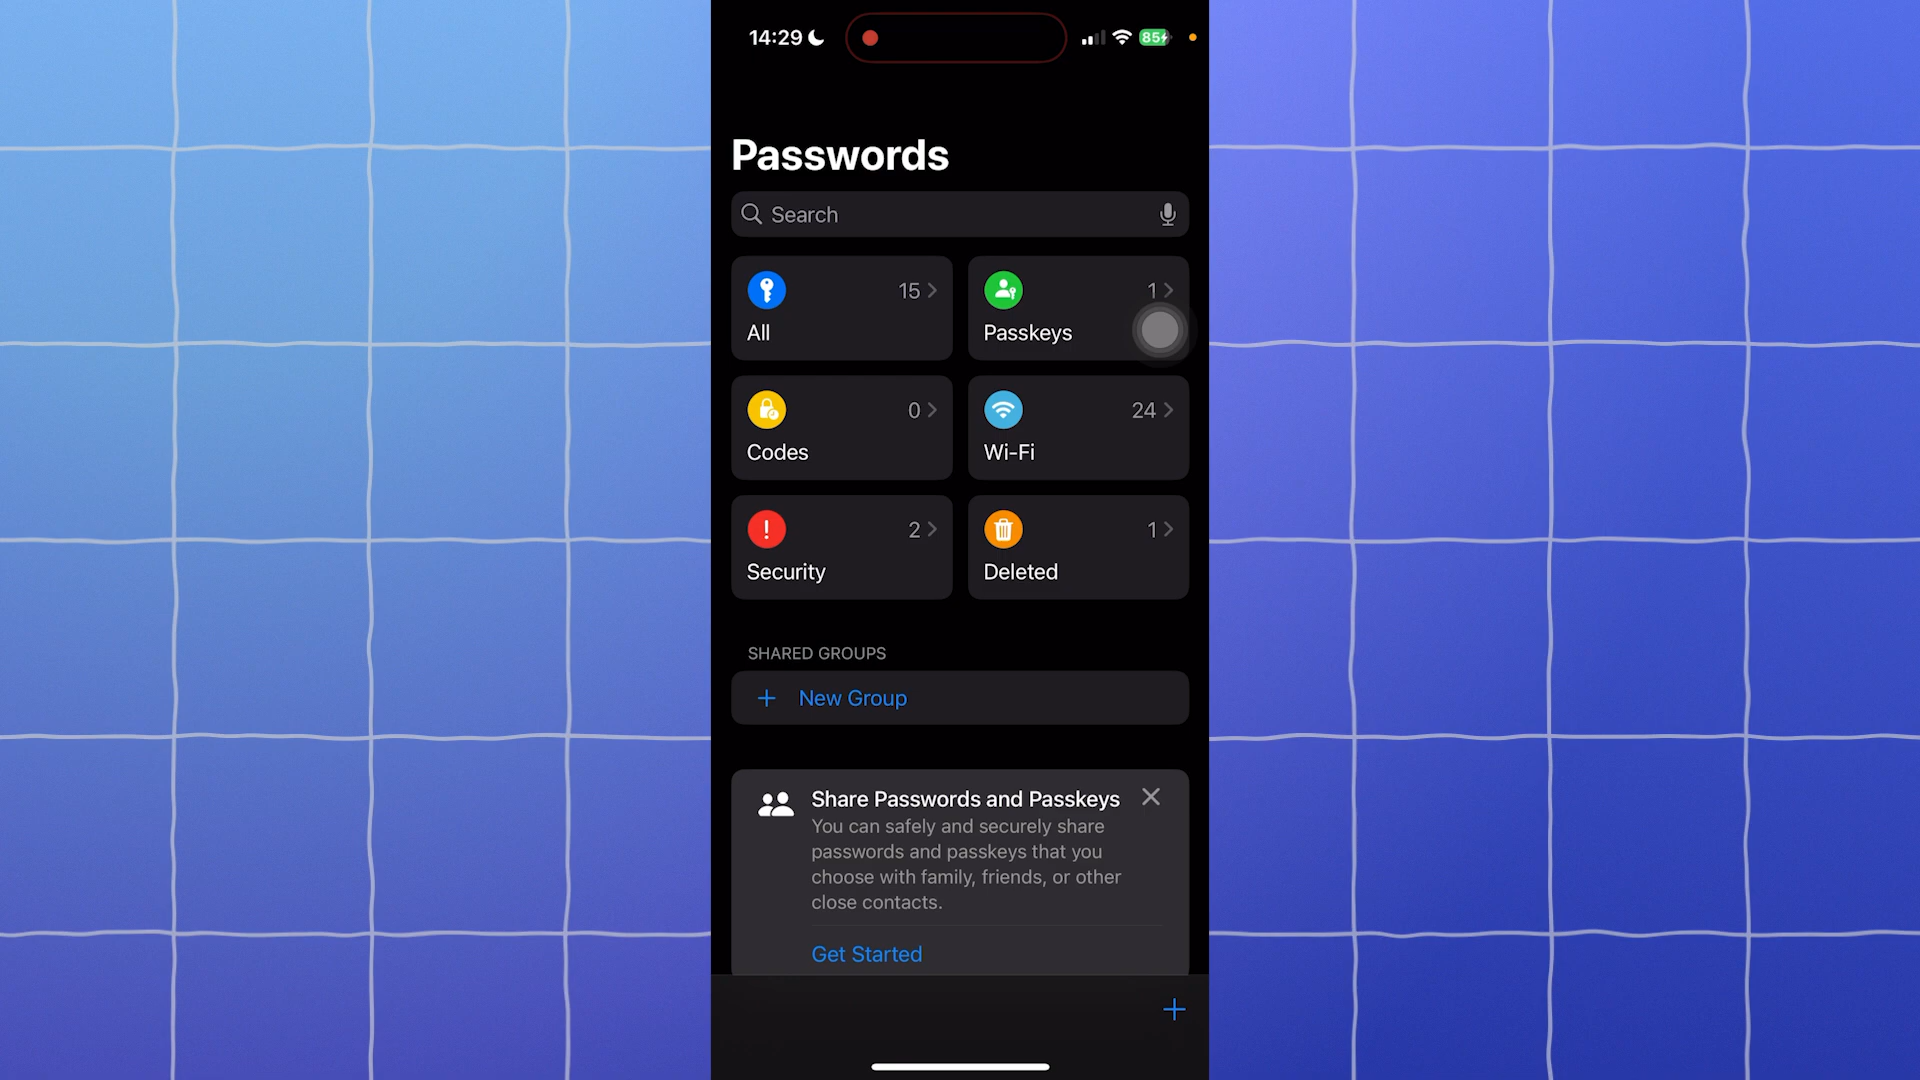 14:29
85
Passwords
Search
15
All
1
Passkeys
0
Codes
24
Wi-Fi
2
Security
1
Deleted
SHARED GROUPS
+ New Group
Share Passwords and Passkeys
You can safely and securely share
passwords and passkeys that you
choose with family, friends, or other
close contacts.
Get Started